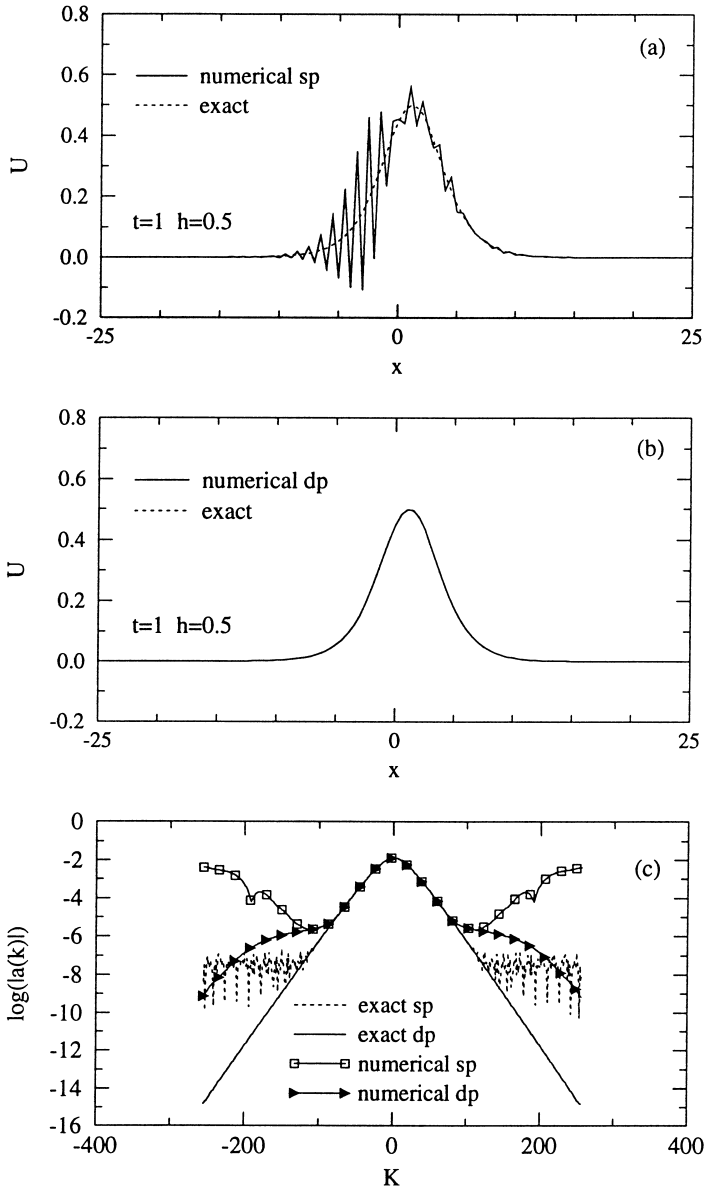 0.8
(a)
numerical sp
0.6
exact
0.4
U
0.2
t=1 h=0.5
0.0
-0.2
-25
0
25
x
0.8
(b)
numerical dp
0.6
exact
0.4
U
0.2
t=1 h=0.5
0.0
-0.2
-25
0
25
x
0
(c)
-2
-4
-6
log(|a(k)|)
-8
exact sp
-10
exact dp
-12
numerical sp
-14
numerical dp
-16
-400
-200
0
200
400
K